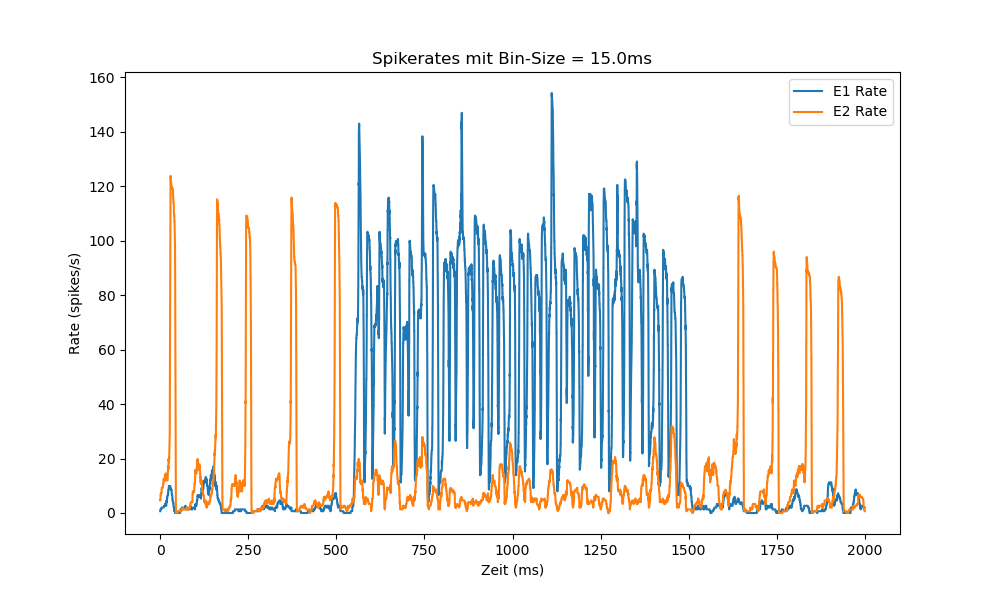 Spikerates mit Bin-Size = 15.0ms
E1 Rate
E2 Rate
160
140
120
100
80
60
40
20
0
Rate (spikes/s)
0 250 500 750 1000 1250 1500 1750 2000
Zeit (ms)